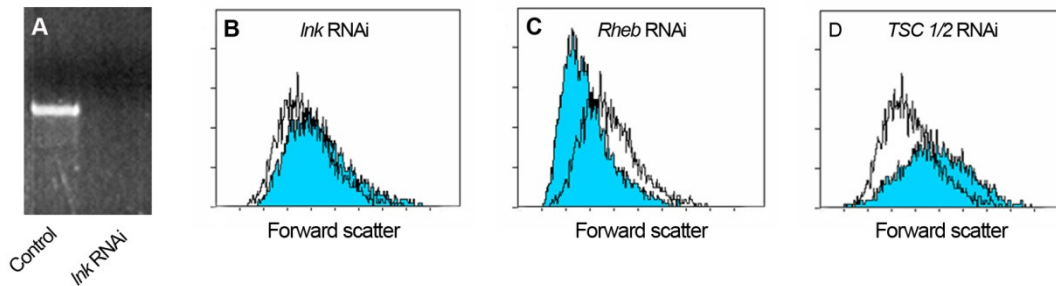 A
Control
lnk RNAi
B
lnk RNAi
Forward scatter
C
Rheb RNAi
Forward scatter
D
TSC 1/2 RNAi
Forward scatter